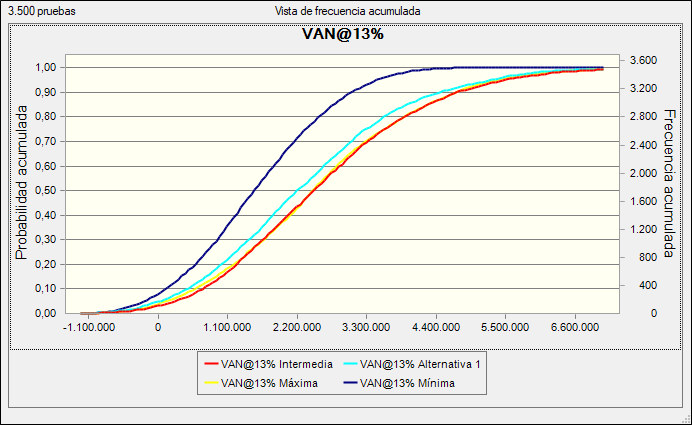 3.500 pruebas
Vista de frecuencia acumulada
VAN@13%
Probabilidad acumulada
1,00
0,90
0,80
0,70
0,60
0,50
0,40
0,30
0,20
0,10
0,00
3.600
3.200
2.800
2.400
2.000
1.600
1.200
800
400
0
Frecuencia acumulada
-1.100.000 0 1.100.000 2.200.000 3.300.000 4.400.000 5.500.000 6.600.000
VAN@13% Intermedia VAN@13% Alternativa 1
VAN@13% Máxima VAN@13% Mínima